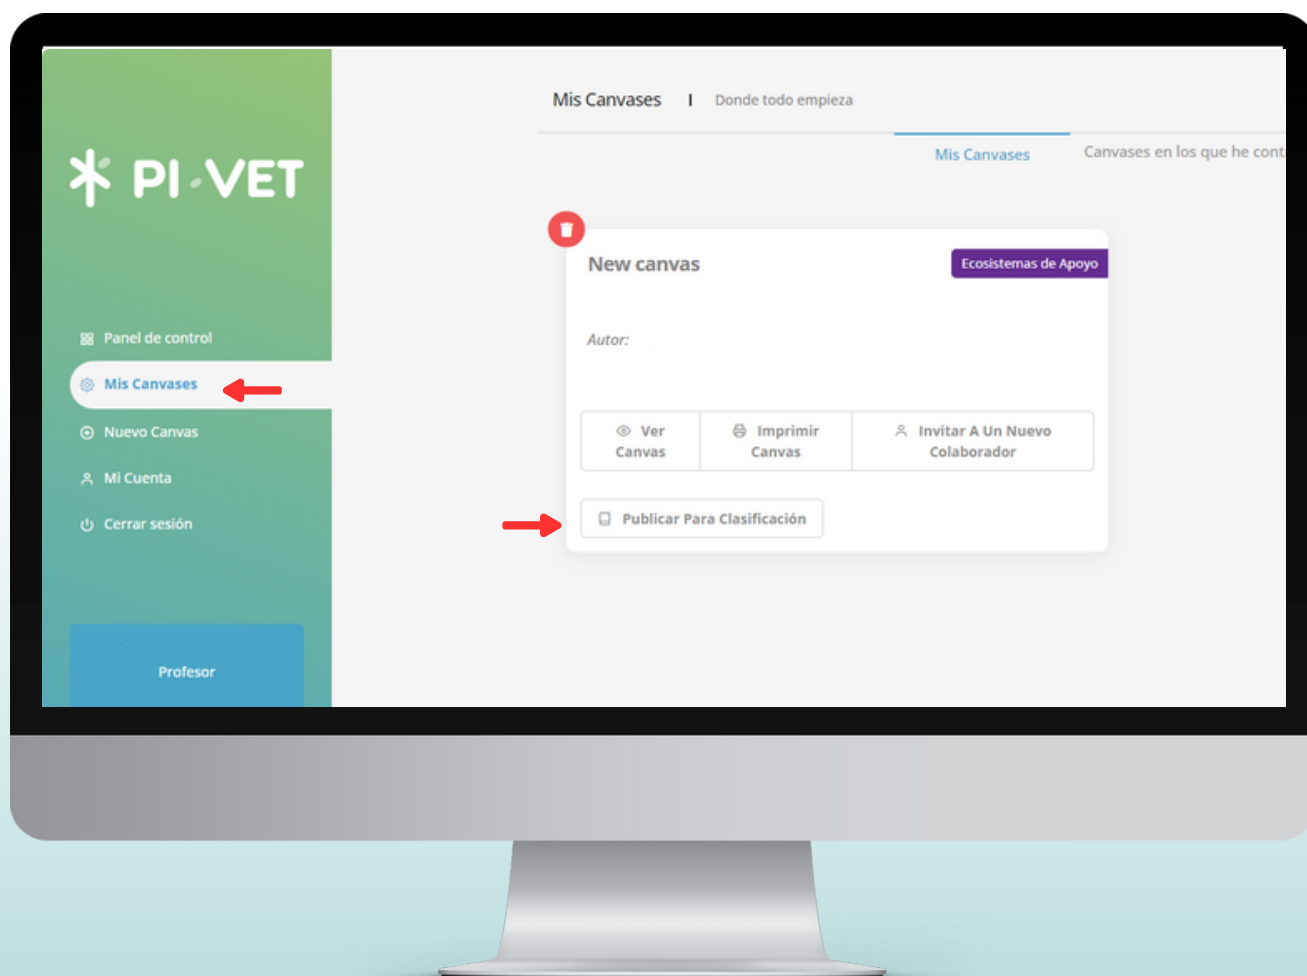 Mis Canvases | Donde todo empieza
Mis Canvases Canvases en los que he cont
PI·VET
New canvas
Ecosistemas de Apoyo
Autor:
Panel de control
Mis Canvases
Nuevo Canvas
Mi Cuenta
Cerrar sesión
Ver
Canvas
Imprimir
Canvas
Invitar A Un Nuevo
Colaborador
Publicar Para Clasificación
Profesor